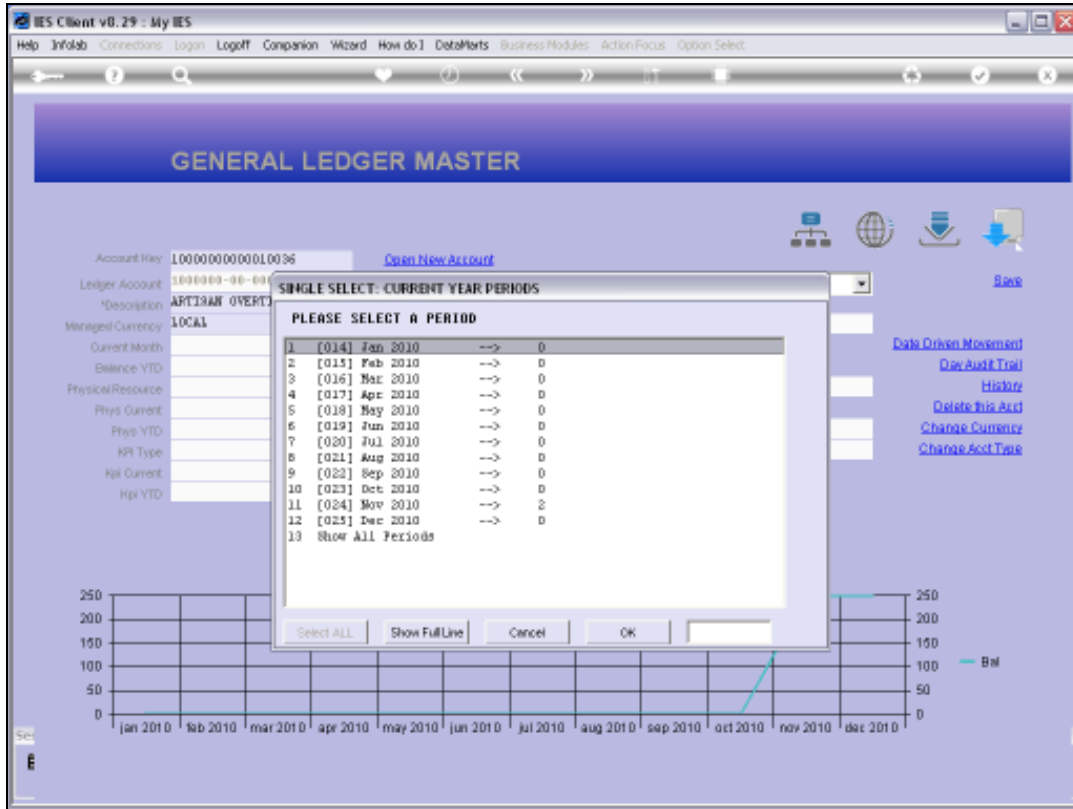 IES Client v8.29 : My IES
Help Infolab Connections Logon Logoff Companion Wizard How do I DataMarts Business Modules Action Focus Option Select
GENERAL LEDGER MASTER
Account Key 10000000000010036 Open New Account
Ledger Account
Save
*Description ARTISAN
Managed Currency LOCAL
Current Month
Balance YTD
Physical Resource
Phys Current
Phys YTD
KPI Type
Kpi Current
Kpi YTD
Date Driven Movement
Day Audit Trail
History
Delete this Acct
Change Currency
Change Acct Type
SINGLE SELECT: CURRENT YEAR PERIODS
PLEASE SELECT A PERIOD
1 [014] Jan 2010 --> 0
2 [015] Feb 2010 --> 0
3 [016] Mar 2010 --> 0
4 [017] Apr 2010 --> 0
5 [018] May 2010 --> 0
6 [019] Jun 2010 --> 0
7 [020] Jul 2010 --> 0
8 [021] Aug 2010 --> 0
9 [022] Sep 2010 --> 0
10 [023] Oct 2010 --> 0
11 [024] Nov 2010 --> 2
12 [025] Dec 2010 --> 0
13 Show All Periods
Select ALL Show Full Line Cancel OK
250 250
200 200
150 150
100 100 Bal
50 50
0 0
jan 2010 feb 2010 mar 2010 apr 2010 may 2010 jun 2010 jul 2010 aug 2010 sep 2010 oct 2010 nov 2010 dec 2010